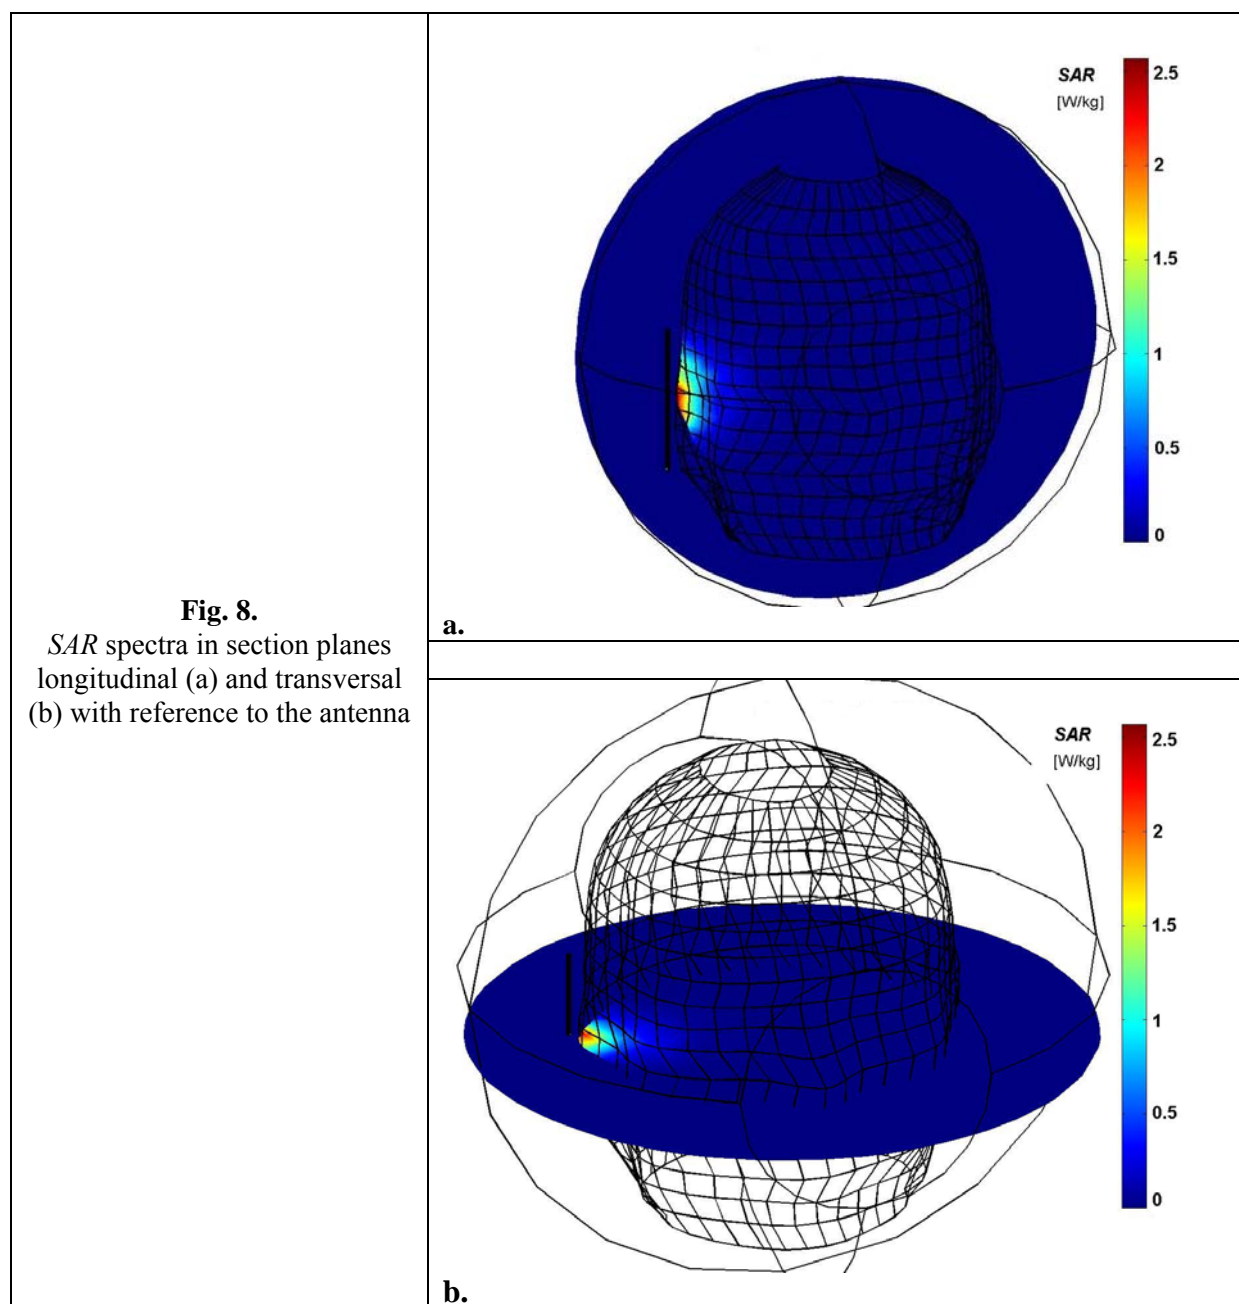 Fig. 8.
SAR spectra in section planes
longitudinal (a) and transversal
(b) with reference to the antenna
SAR
[W/kg]
2.5
2
1.5
1
0.5
0
a.
SAR
[W/kg]
2.5
2
1.5
1
0.5
0
b.